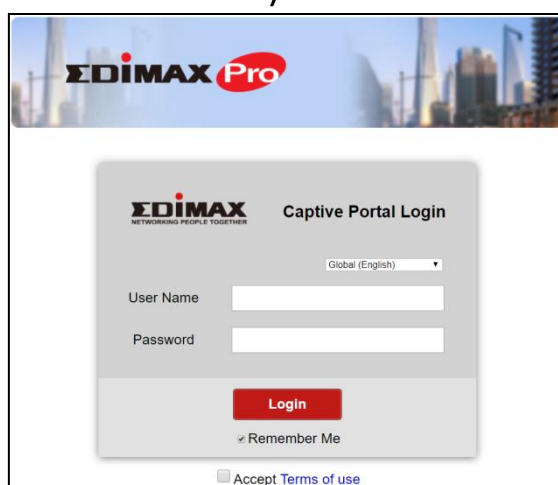 EDIMAX Pro
EDIMAX
NETWORKING PEOPLE TOGETHER
Captive Portal Login
Global (English)
User Name
Password
Login
Remember Me
Accept Terms of use